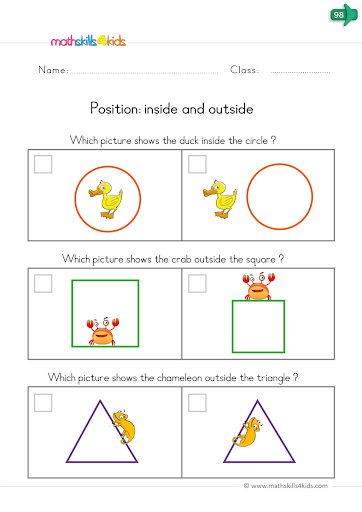 98
mathskills4kids
Name: Class:
Position: inside and outside
Which picture shows the duck inside the circle ?
Which picture shows the crab outside the square ?
Which picture shows the chameleon outside the triangle ?
© www.mathskills4kids.com